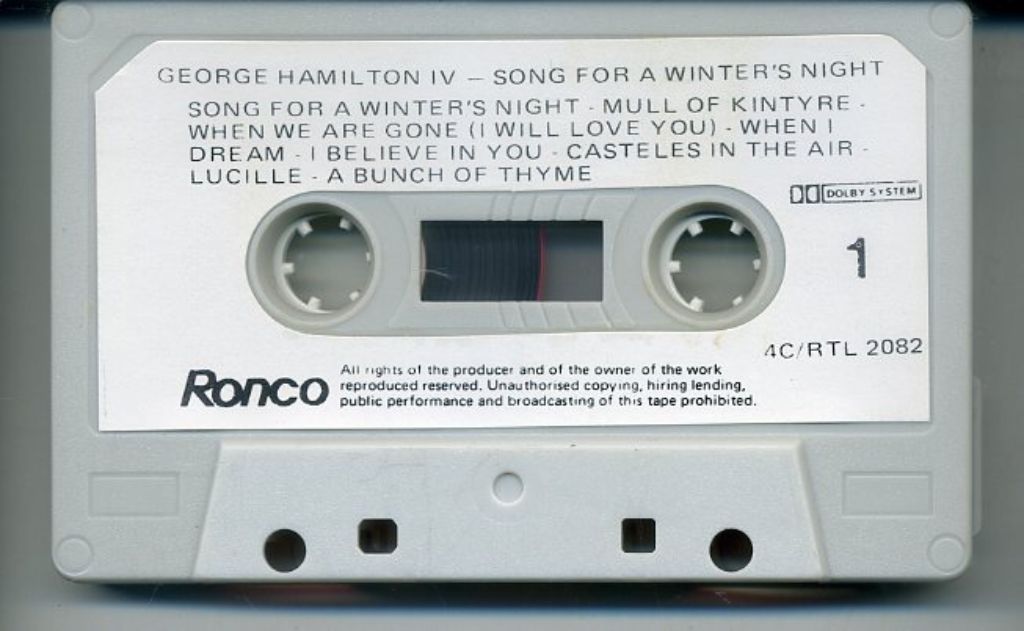 GEORGE HAMILTON IV – SONG FOR A WINTER'S NIGHT
SONG FOR A WINTER'S NIGHT - MULL OF KINTYRE -
WHEN WE ARE GONE (I WILL LOVE YOU) - WHEN I
DREAM - I BELIEVE IN YOU - CASTELES IN THE AIR -
LUCILLE - A BUNCH OF THYME
DOLBY SYSTEM
1
4C/RTL 2082
Ronco
All rights of the producer and of the owner of the work
reproduced reserved. Unauthorised copying, hiring lending,
public performance and broadcasting of this tape prohibited.